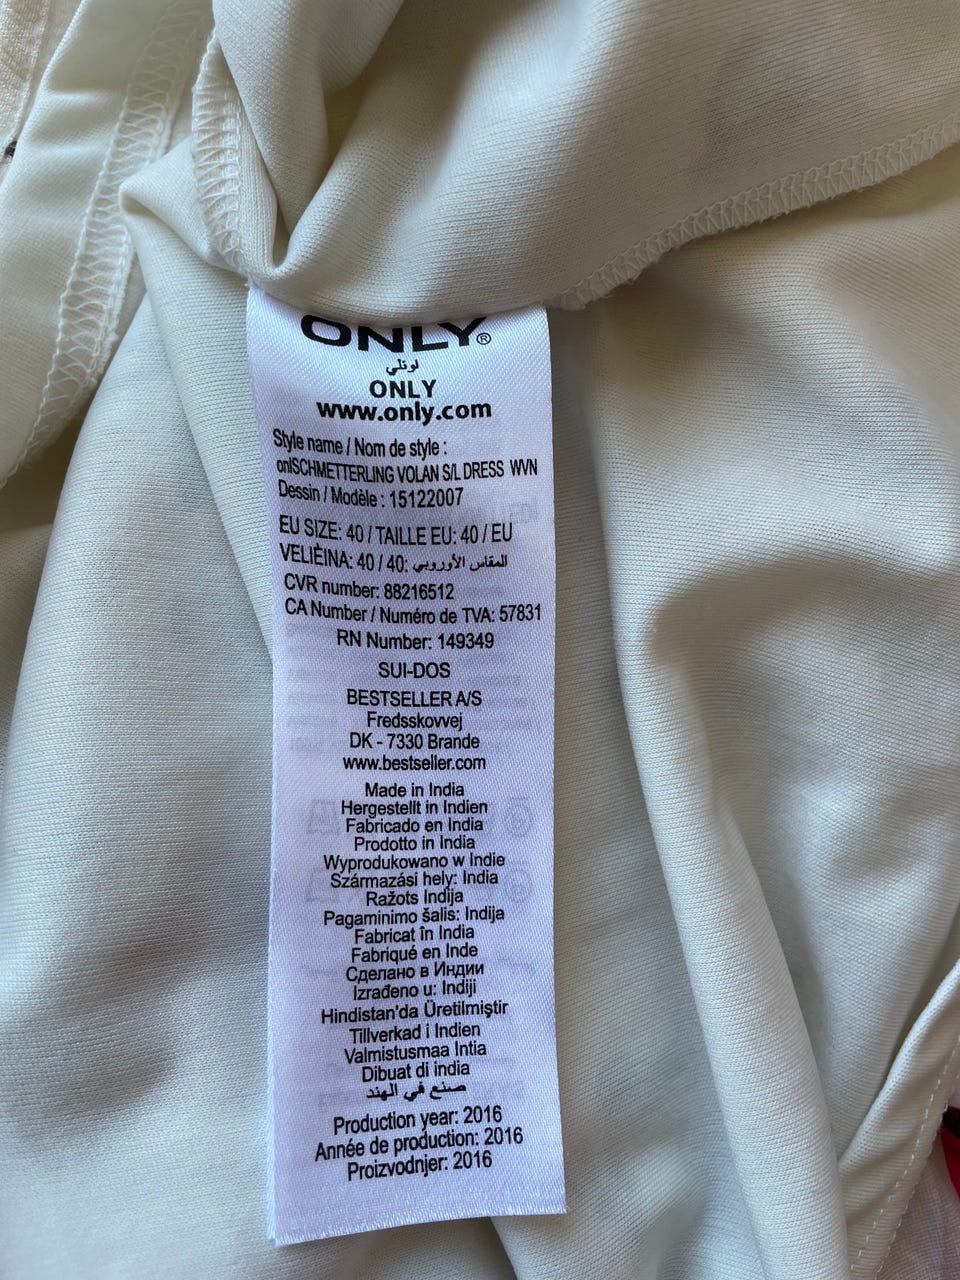 ONLY®
لونلي
ONLY
www.only.com
Style name / Nom de style :
onlSCHMETTERLING VOLAN S/L DRESS WVN
Dessin / Modèle : 15122007
EU SIZE: 40 / TAILLE EU: 40 / EU
VELIÈINA: 40 / 40: المقاس الأوروبي
CVR number: 88216512
CA Number / Numéro de TVA: 57831
RN Number: 149349
SUI-DOS
BESTSELLER A/S
Fredsskovvej
DK - 7330 Brande
www.bestseller.com
Made in India
Hergestellt in Indien
Fabricado en India
Prodotto in India
Wyprodukowano w Indie
Származási hely: India
Ražots Indija
Pagaminimo šalis: Indija
Fabricat în India
Fabriqué en Inde
Сделано в Индии
Izrađeno u: Indiji
Hindistan'da Üretilmiştir
Tillverkad i Indien
Valmistusmaa Intia
Dibuat di india
صنع في الهند
Production year: 2016
Année de production: 2016
Proizvodnjer: 2016